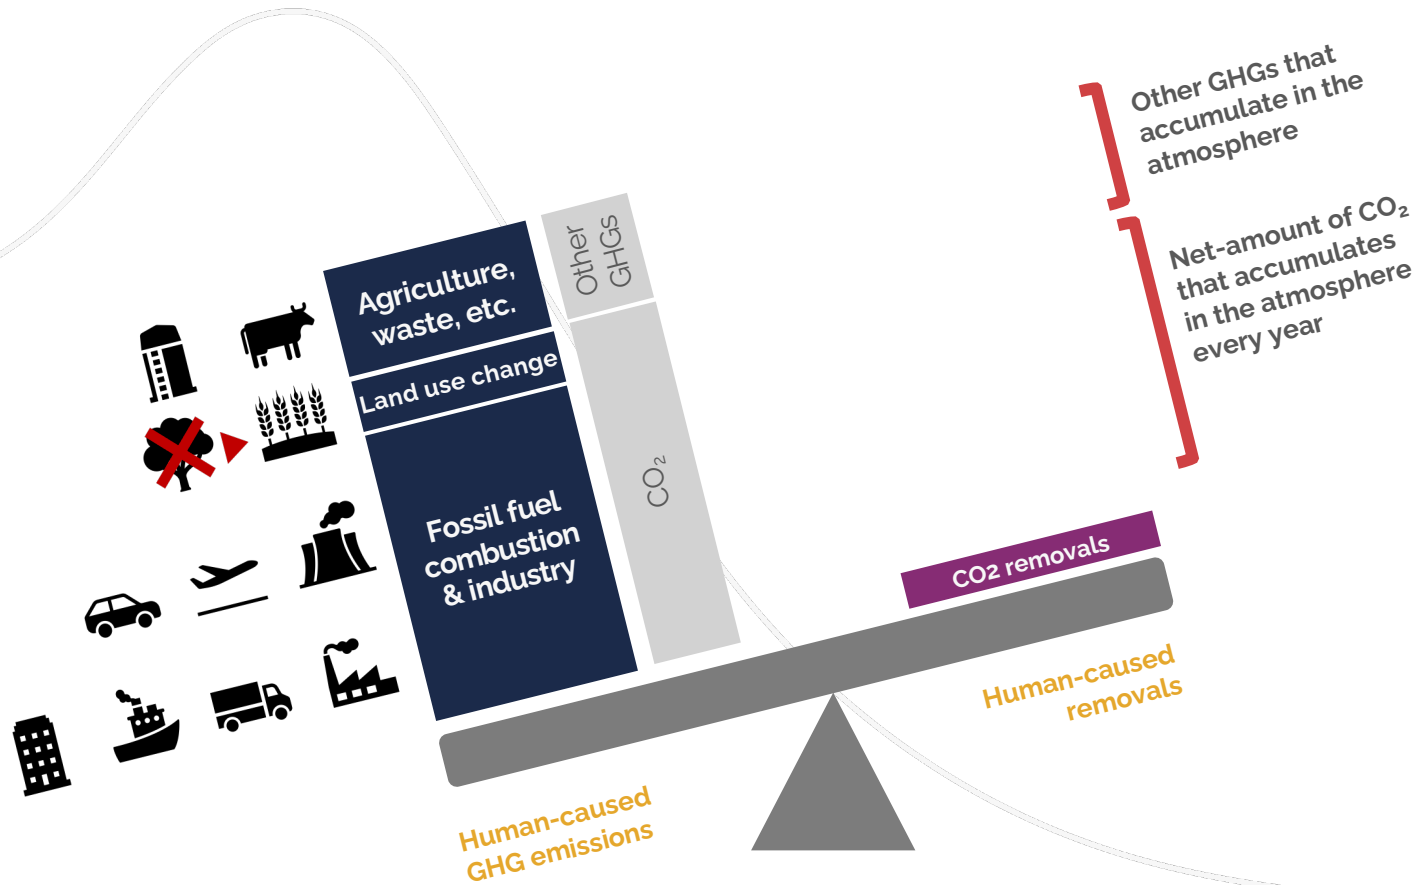 Other GHGs that
accumulate in the
atmosphere
Net-amount of CO₂
that accumulates
in the atmosphere
every year
Agriculture,
waste, etc.
Land use change
Fossil fuel
combustion
& industry
Other
GHGs
CO₂
CO2 removals
Human-caused
removals
Human-caused
GHG emissions